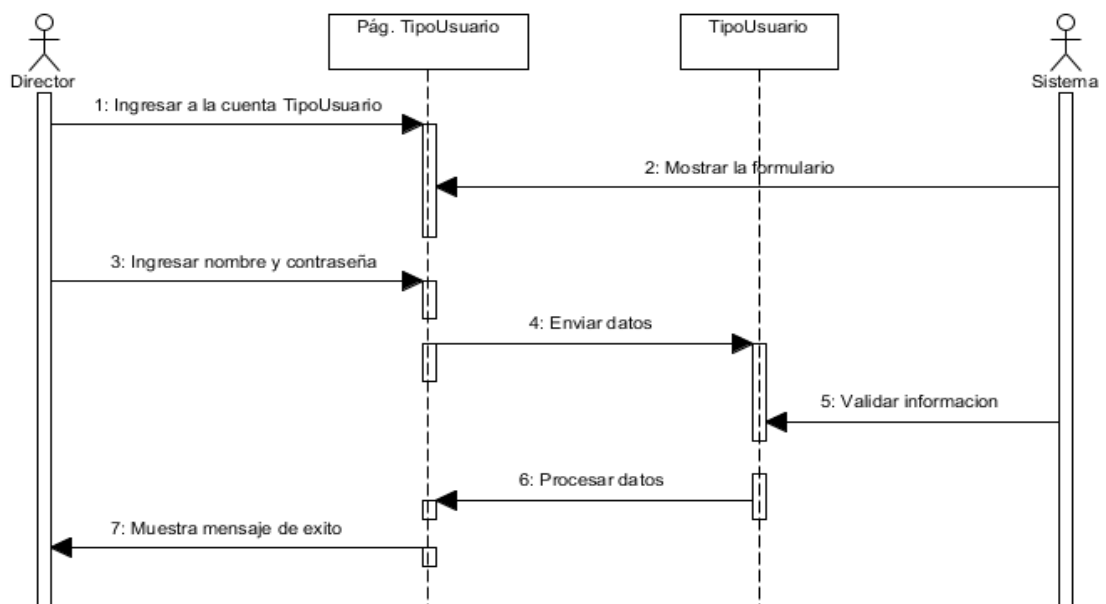 Pág. TipoUsuario
TipoUsuario
Director
Sistema
1: Ingresar a la cuenta TipoUsuario
2: Mostrar la formulario
3: Ingresar nombre y contraseña
4: Enviar datos
5: Validar informacion
6: Procesar datos
7: Muestra mensaje de exito